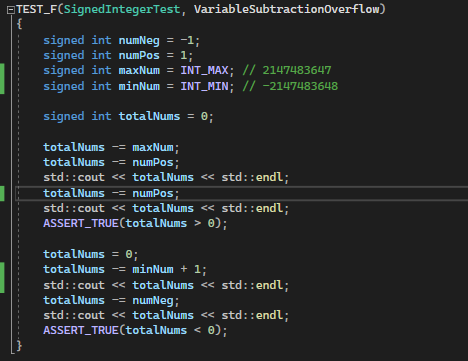 TEST_F(SignedIntegerTest, VariableSubtractionOverflow)
{
signed int numNeg = -1;
signed int numPos = 1;
signed int maxNum = INT_MAX; // 2147483647
signed int minNum = INT_MIN; // -2147483648
signed int totalNums = 0;
totalNums -= maxNum;
totalNums -= numPos;
std::cout << totalNums << std::endl;
totalNums -= numPos;
std::cout << totalNums << std::endl;
ASSERT_TRUE(totalNums > 0);
totalNums = 0;
totalNums -= minNum + 1;
std::cout << totalNums << std::endl;
totalNums -= numNeg;
std::cout << totalNums << std::endl;
ASSERT_TRUE(totalNums < 0);
}